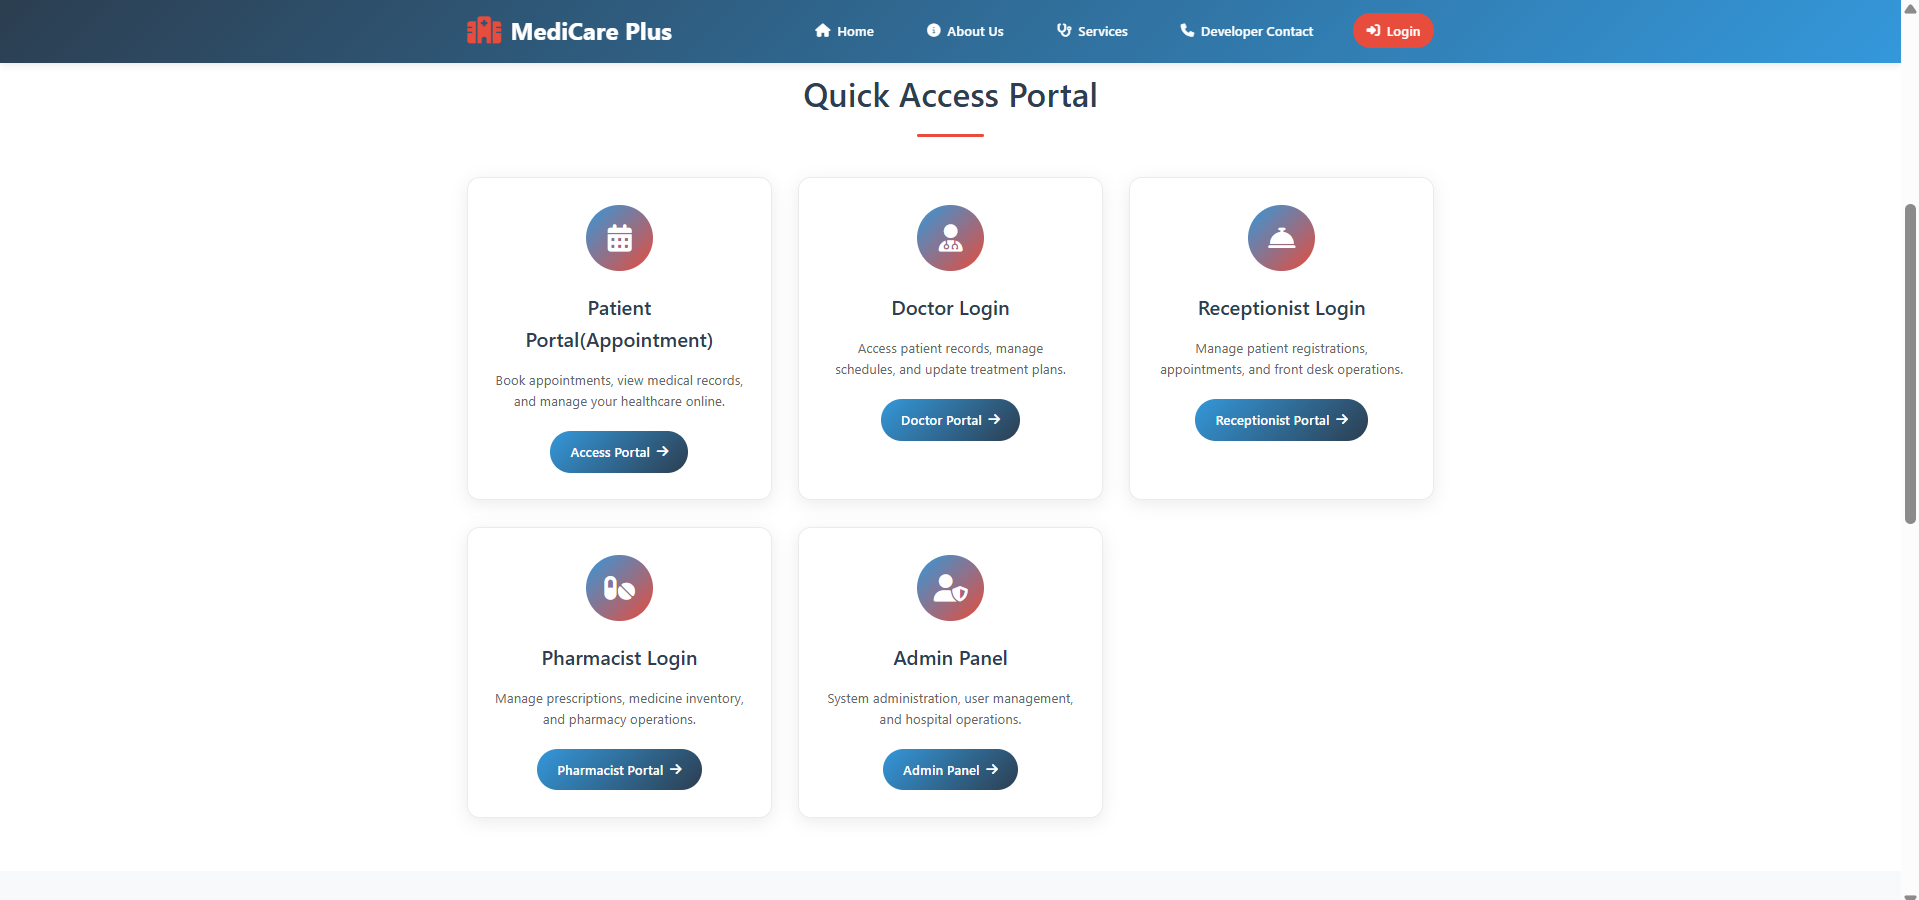 MediCare Plus
Home
About Us
Services
Developer Contact
Login
Quick Access Portal
Patient
Portal(Appointment)
Book appointments, view medical records,
and manage your healthcare online.
Access Portal
Doctor Login
Access patient records, manage
schedules, and update treatment plans.
Doctor Portal
Receptionist Login
Manage patient registrations,
appointments, and front desk operations.
Receptionist Portal
Pharmacist Login
Manage prescriptions, medicine inventory,
and pharmacy operations.
Pharmacist Portal
Admin Panel
System administration, user management,
and hospital operations.
Admin Panel